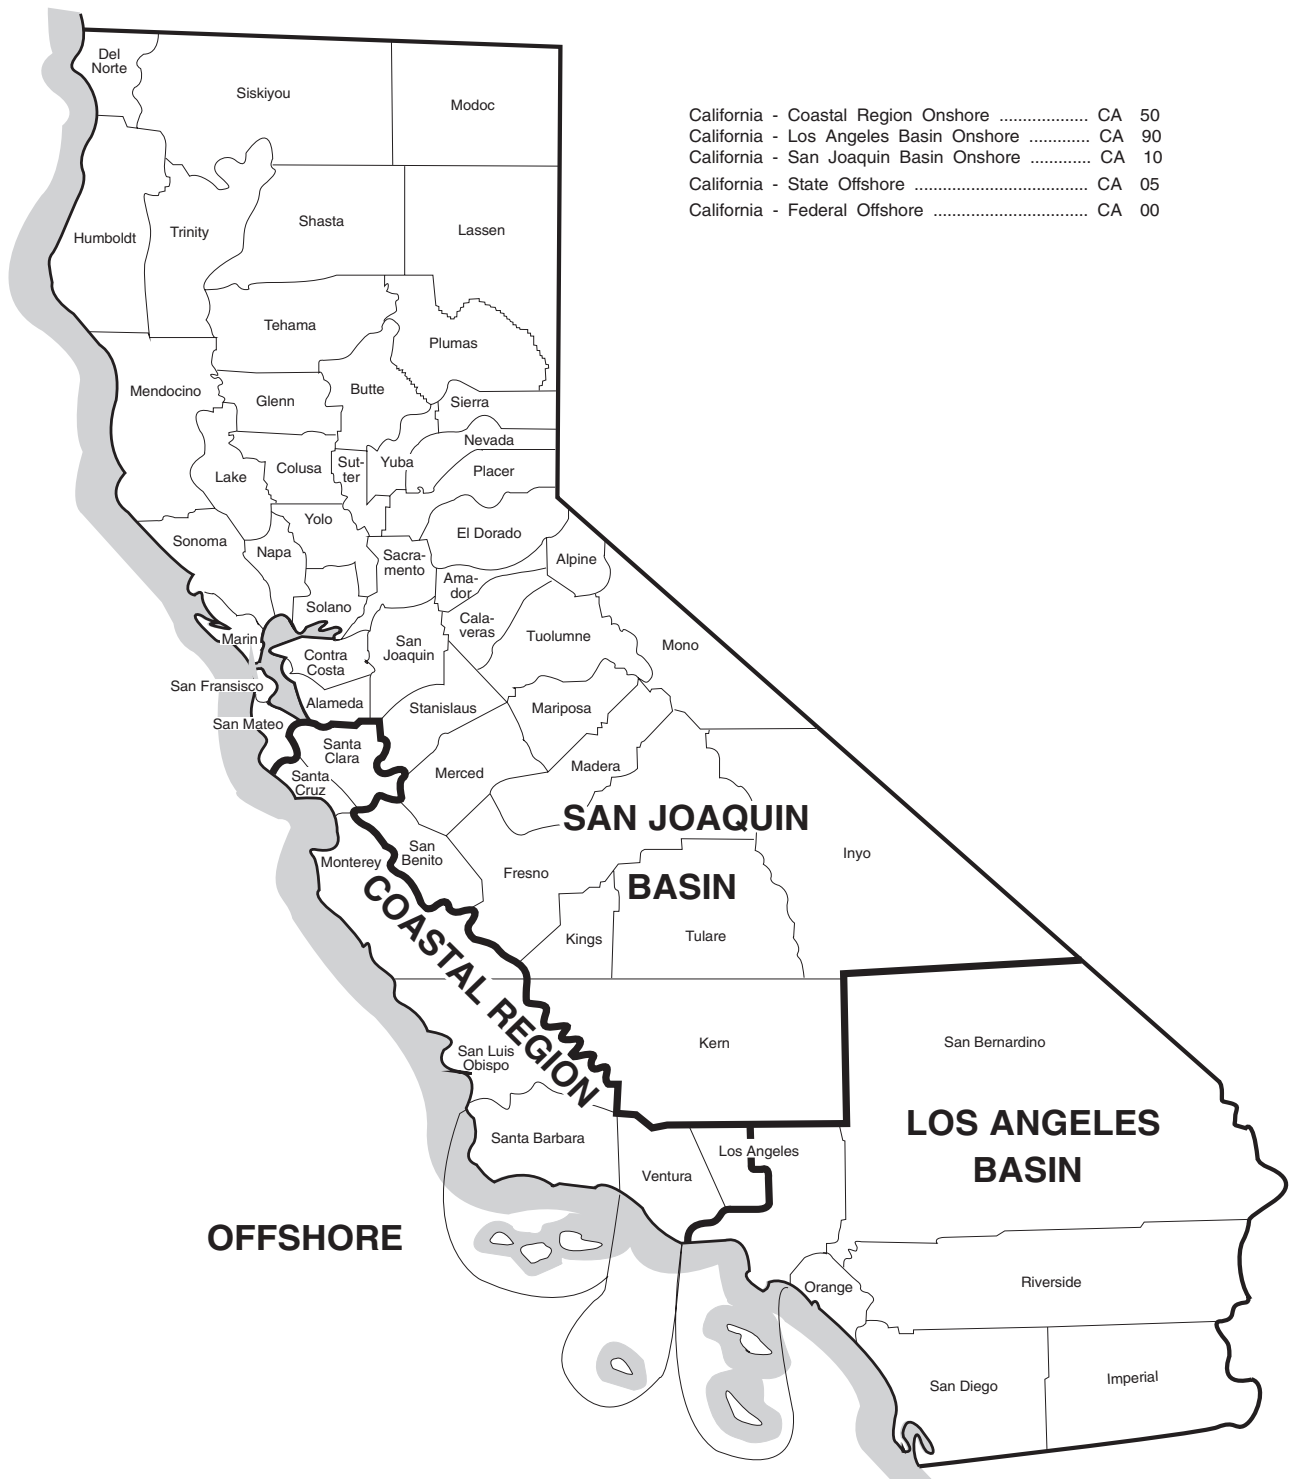 Del
Norte
Siskiyou
Modoc
California - Coastal Region Onshore ................... CA 50
California - Los Angeles Basin Onshore ............. CA 90
California - San Joaquin Basin Onshore ............. CA 10
California - State Offshore ..................................... CA 05
California - Federal Offshore ................................. CA 00
Humboldt
Trinity
Shasta
Lassen
Tehama
Plumas
Mendocino
Glenn
Butte
Sierra
Nevada
Lake
Colusa
Sut-
ter
Yuba
Placer
Yolo
Sonoma
Napa
El Dorado
Sacra-
mento
Alpine
Ama-
dor
Solano
Cala-
veras
Marin
Contra
Costa
San
Joaquin
Tuolumne
Mono
San Fransisco
Alameda
Stanislaus
Mariposa
San Mateo
Santa
Clara
Santa
Cruz
Merced
Madera
SAN JOAQUIN
BASIN
Monterey
San
Benito
Fresno
Inyo
Kings
Tulare
COASTAL REGION
San Luis
Obispo
Kern
San Bernardino
LOS ANGELES
BASIN
Santa Barbara
Ventura
Los Angeles
OFFSHORE
Orange
Riverside
San Diego
Imperial